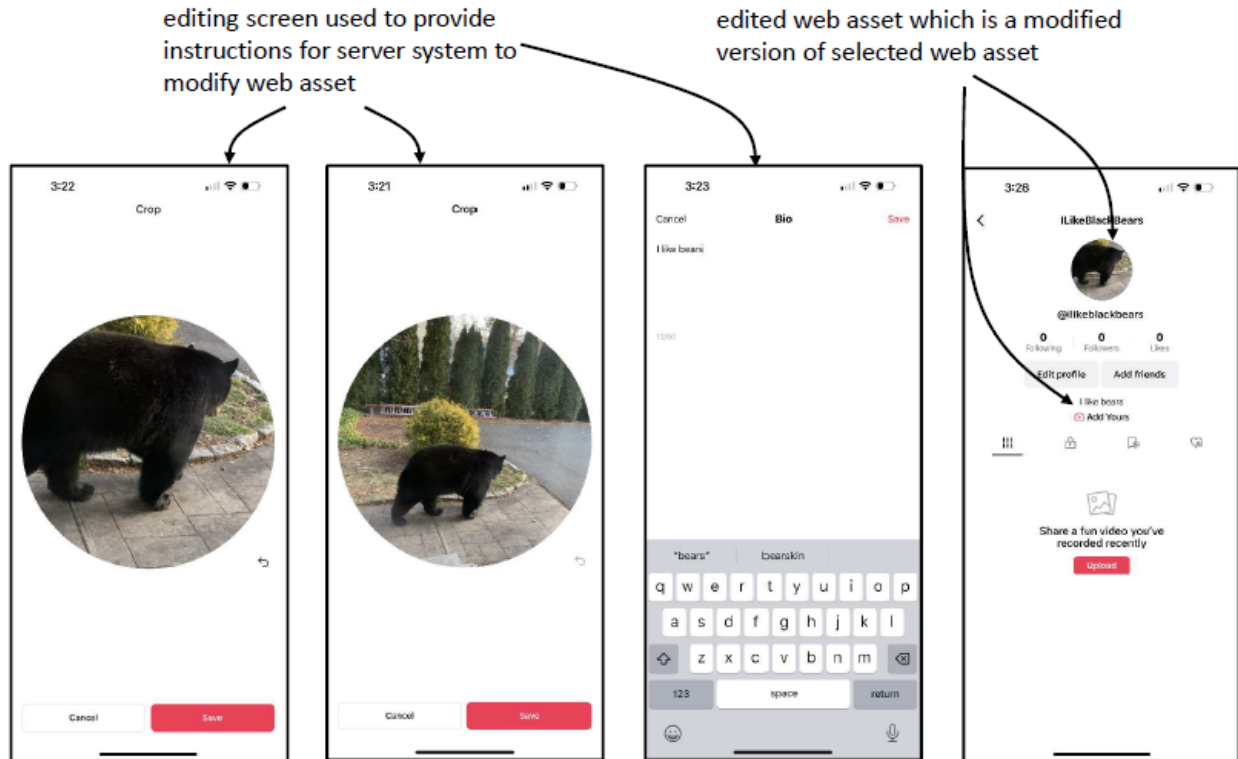 editing screen used to provide
instructions for server system to
modify web asset
edited web asset which is a modified
version of selected web asset
3:22
Crop
Cancel
Save
3:21
Crop
Cancel
Save
3:23
Cancel
Bio
Save
I like bears
12/80
"bears"
bearskin
q w e r t y u i o p
a s d f g h j k l
z x c v b n m
123
space
return
3:28
ILikeBlackBears
@ilikeblackbears
0 0 0
Following Followers Likes
Edit profile
Add friends
I like bears
Add Yours
Share a fun video you've
recorded recently
Upload